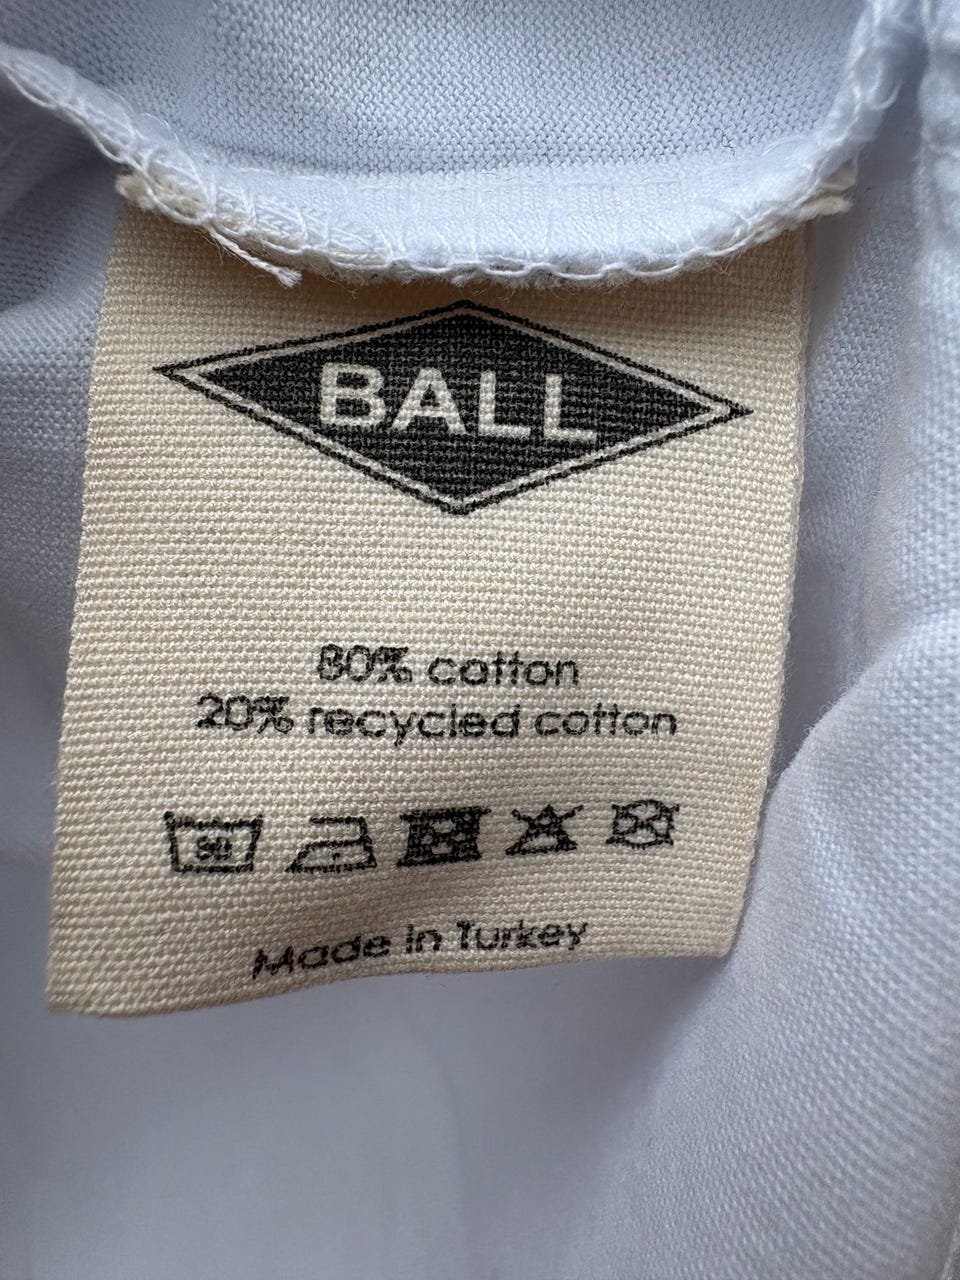 BALL
80% cotton
20% recycled cotton
Made in Turkey